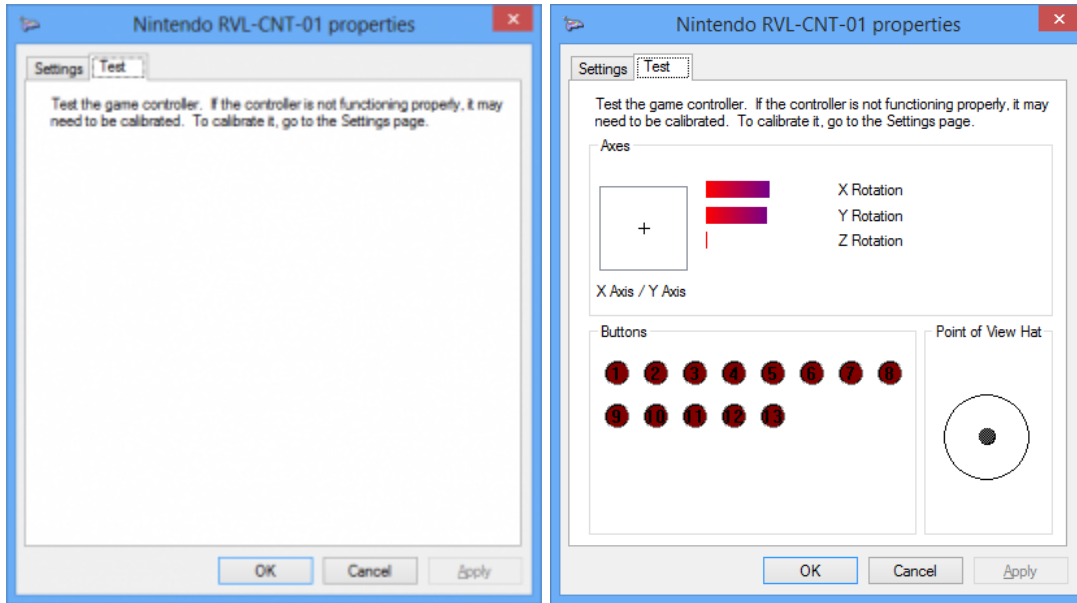 Nintendo RVL-CNT-01 properties
Settings Test
Test the game controller. If the controller is not functioning properly, it may
need to be calibrated. To calibrate it, go to the Settings page.
OK Cancel Apply
Nintendo RVL-CNT-01 properties
Settings Test
Test the game controller. If the controller is not functioning properly, it may
need to be calibrated. To calibrate it, go to the Settings page.
Axes
X Rotation
Y Rotation
Z Rotation
X Axis / Y Axis
Buttons
1 2 3 4 5 6 7 8
9 10 11 12 13
Point of View Hat
OK Cancel Apply